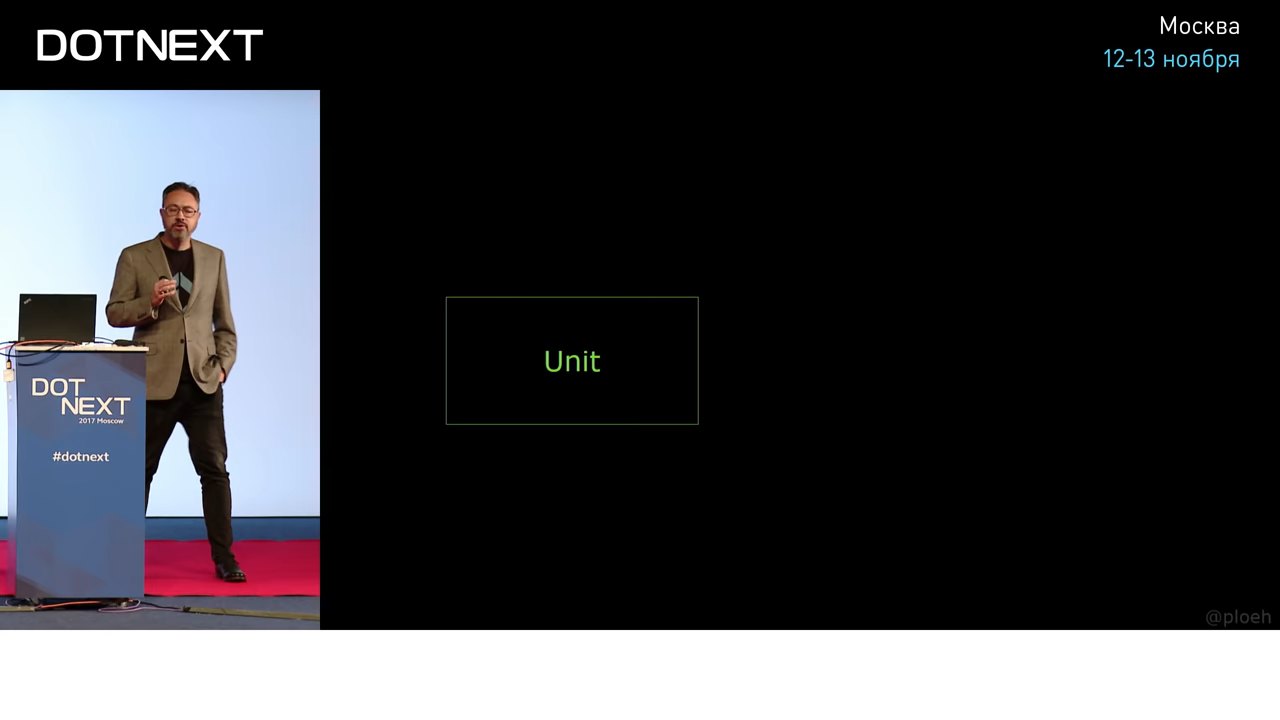 DOTNEXT
Москва
12-13 ноября
Unit
DOT
NEXT
2017 Moscow
#dotnext
@ploeh